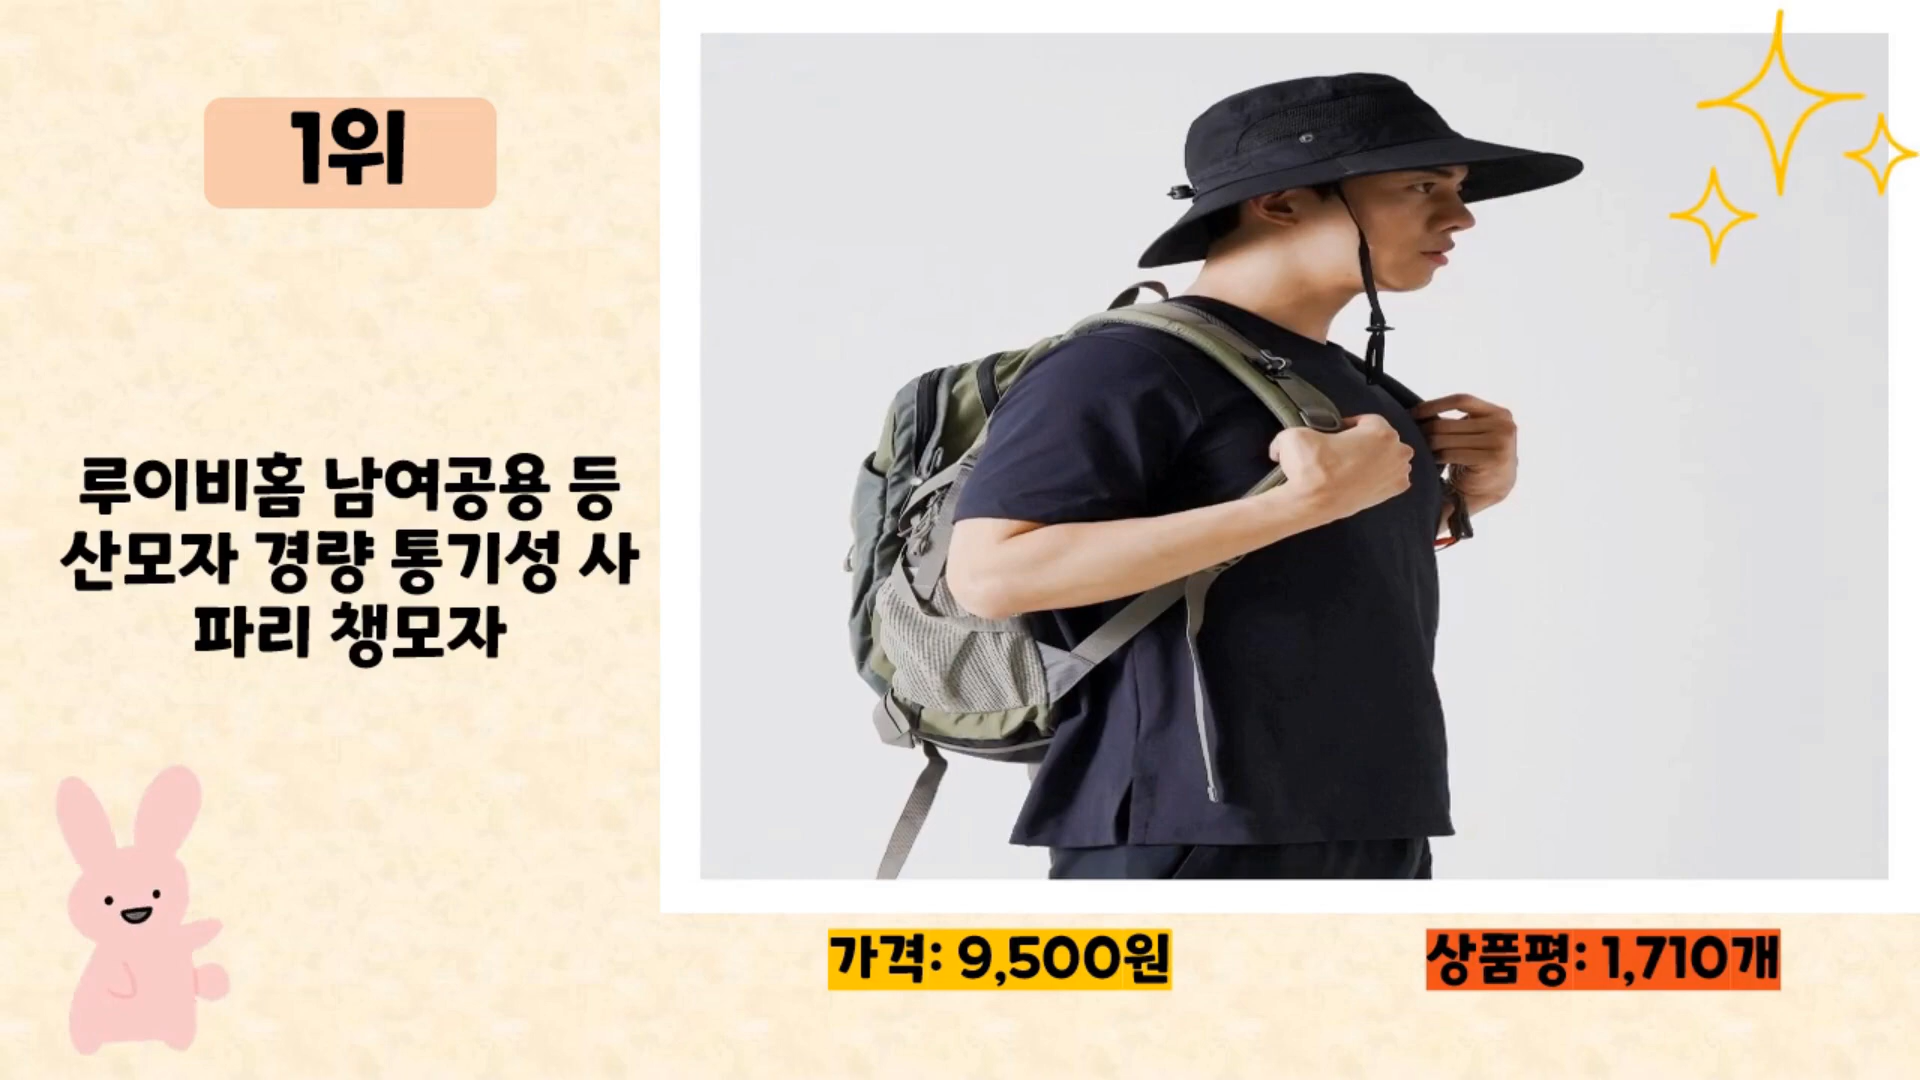 1위
루이비홈 남여공용 등
산모자 경량 통기성 사
파리 챙모자
가격: 9,500원
상품평: 1,710개